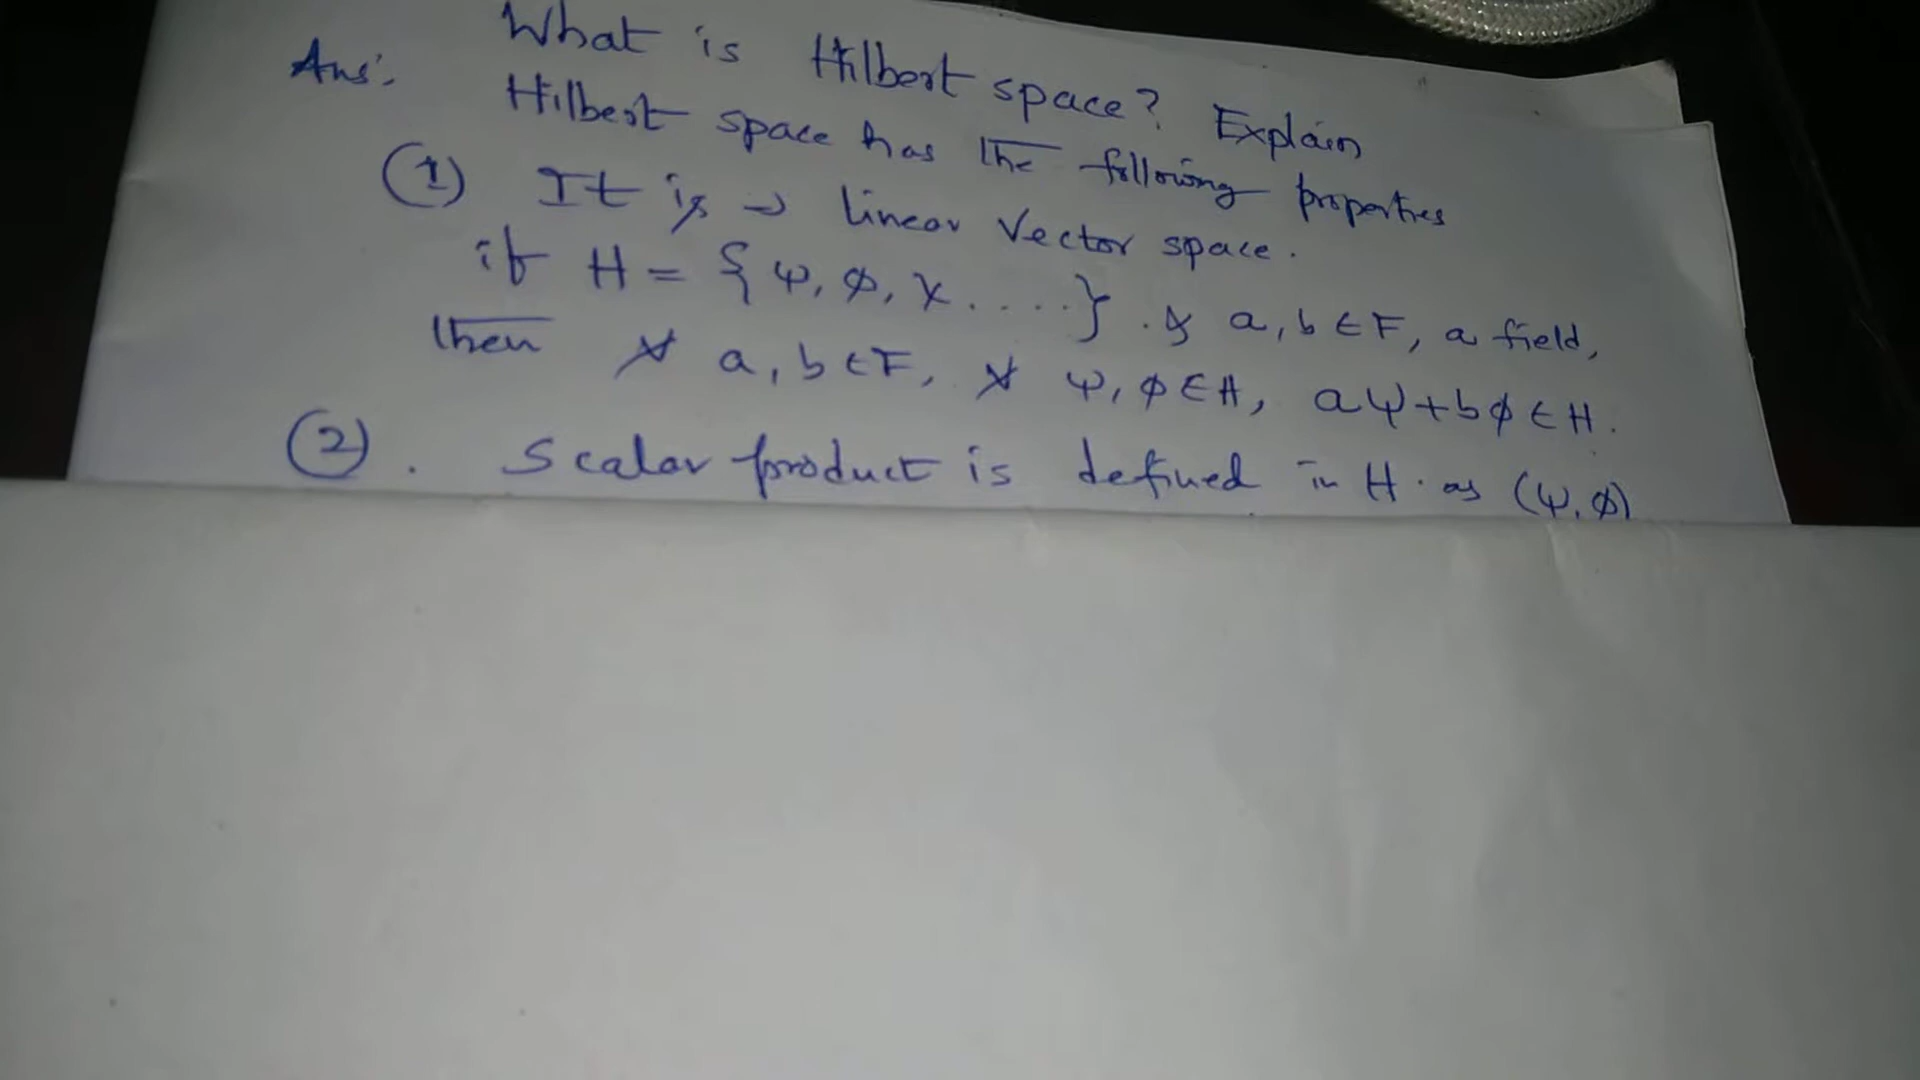 What is Hilbert space? Explain
Ans: Hilbert space has the following properties
(1) It is a linear vector space.
if H = {ψ, φ, χ ....} . & a, b ∈ F, a field,
then ∀ a, b ∈ F, ∀ ψ, φ ∈ H, aψ + bφ ∈ H.
(2). Scalar product is defined in H. as (ψ, φ)